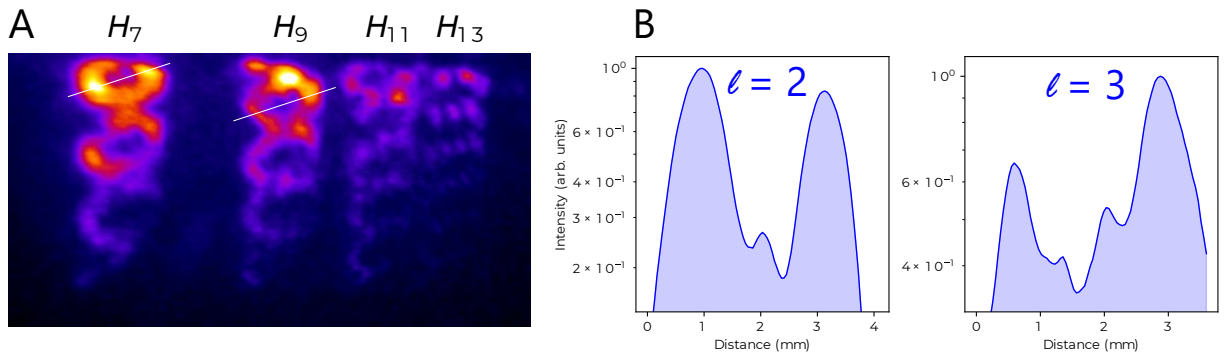 A
H₇ H₉ H₁₁ H₁₃
B
ℓ = 2
10⁰
6 × 10⁻¹
4 × 10⁻¹
3 × 10⁻¹
2 × 10⁻¹
Intensity (arb. units)
0 1 2 3 4
Distance (mm)
ℓ = 3
10⁰
6 × 10⁻¹
4 × 10⁻¹
0 1 2 3
Distance (mm)